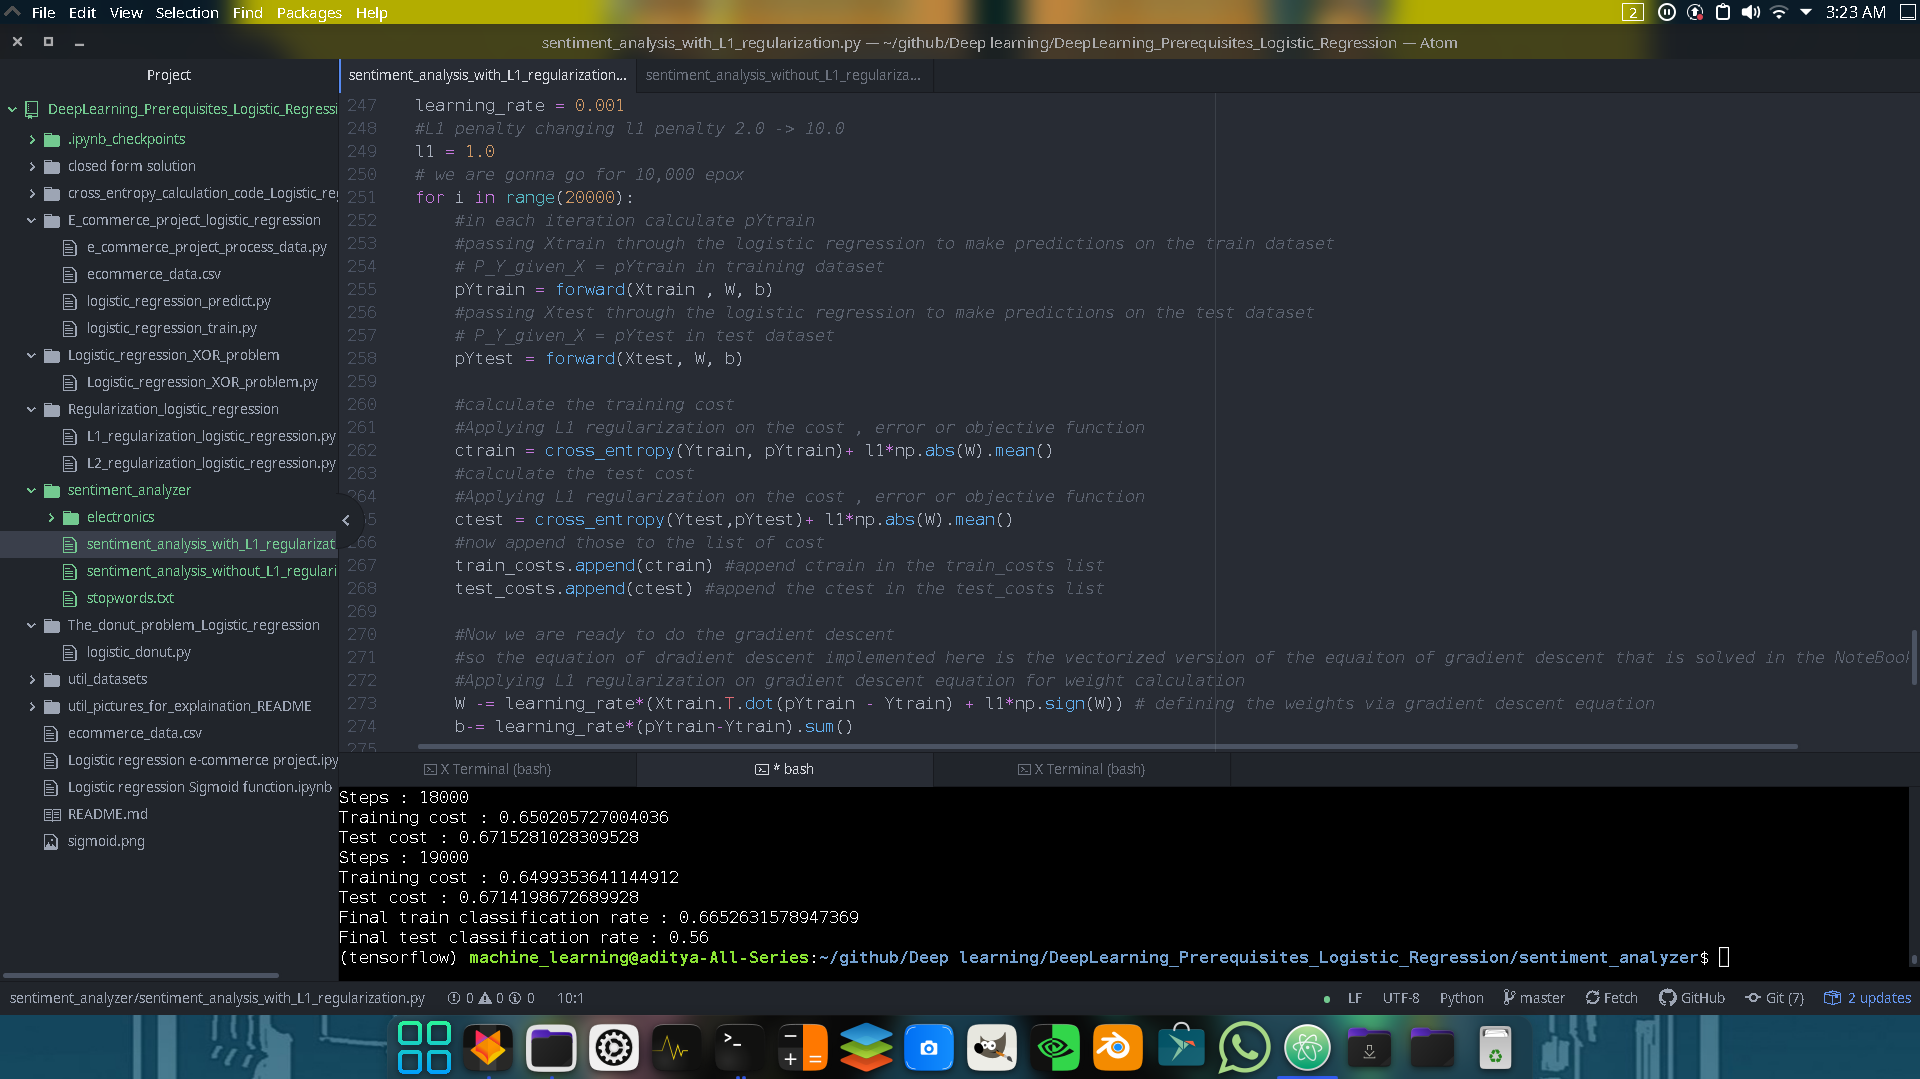 File Edit View Selection Find Packages Help
2
3:23 AM
sentiment_analysis_with_L1_regularization.py — ~/github/Deep learning/DeepLearning_Prerequisites_Logistic_Regression — Atom
Project
sentiment_analysis_with_L1_regularization...
sentiment_analysis_without_L1_regulariza...
DeepLearning_Prerequisites_Logistic_Regressi
.ipynb_checkpoints
closed form solution
cross_entropy_calculation_code_Logistic_re
E_commerce_project_logistic_regression
e_commerce_project_process_data.py
ecommerce_data.csv
logistic_regression_predict.py
logistic_regression_train.py
Logistic_regression_XOR_problem
Logistic_regression_XOR_problem.py
Regularization_logistic_regression
L1_regularization_logistic_regression.py
L2_regularization_logistic_regression.py
sentiment_analyzer
electronics
sentiment_analysis_with_L1_regularizat
sentiment_analysis_without_L1_regulari
stopwords.txt
The_donut_problem_Logistic_regression
logistic_donut.py
util_datasets
util_pictures_for_explaination_README
ecommerce_data.csv
Logistic regression e-commerce project.ipy
Logistic regression Sigmoid function.ipynb
README.md
sigmoid.png
247 learning_rate = 0.001
248 #L1 penalty changing l1 penalty 2.0 -> 10.0
249 l1 = 1.0
250 # we are gonna go for 10,000 epox
251 for i in range(20000):
252 #in each iteration calculate pYtrain
253 #passing Xtrain through the logistic regression to make predictions on the train dataset
254 # P_Y_given_X = pYtrain in training dataset
255 pYtrain = forward(Xtrain , W, b)
256 #passing Xtest through the logistic regression to make predictions on the test dataset
257 # P_Y_given_X = pYtest in test dataset
258 pYtest = forward(Xtest, W, b)
259
260 #calculate the training cost
261 #Applying L1 regularization on the cost , error or objective function
262 ctrain = cross_entropy(Ytrain, pYtrain)+ l1*np.abs(W).mean()
263 #calculate the test cost
264 #Applying L1 regularization on the cost , error or objective function
65 ctest = cross_entropy(Ytest,pYtest)+ l1*np.abs(W).mean()
266 #now append those to the list of cost
267 train_costs.append(ctrain) #append ctrain in the train_costs list
268 test_costs.append(ctest) #append the ctest in the test_costs list
269
270 #Now we are ready to do the gradient descent
271 #so the equation of dradient descent implemented here is the vectorized version of the equaiton of gradient descent that is solved in the NoteBook
272 #Applying L1 regularization on gradient descent equation for weight calculation
273 W -= learning_rate*(Xtrain.T.dot(pYtrain - Ytrain) + l1*np.sign(W)) # defining the weights via gradient descent equation
274 b-= learning_rate*(pYtrain-Ytrain).sum()
275
X Terminal (bash)
* bash
X Terminal (bash)
Steps : 18000
Training cost : 0.650205727004036
Test cost : 0.6715281028309528
Steps : 19000
Training cost : 0.6499353641144912
Test cost : 0.6714198672689928
Final train classification rate : 0.6652631578947369
Final test classification rate : 0.56
(tensorflow) machine_learning@aditya-All-Series:~/github/Deep learning/DeepLearning_Prerequisites_Logistic_Regression/sentiment_analyzer$
sentiment_analyzer/sentiment_analysis_with_L1_regularization.py 0 0 0 10:1
LF UTF-8 Python master Fetch GitHub Git (7) 2 updates